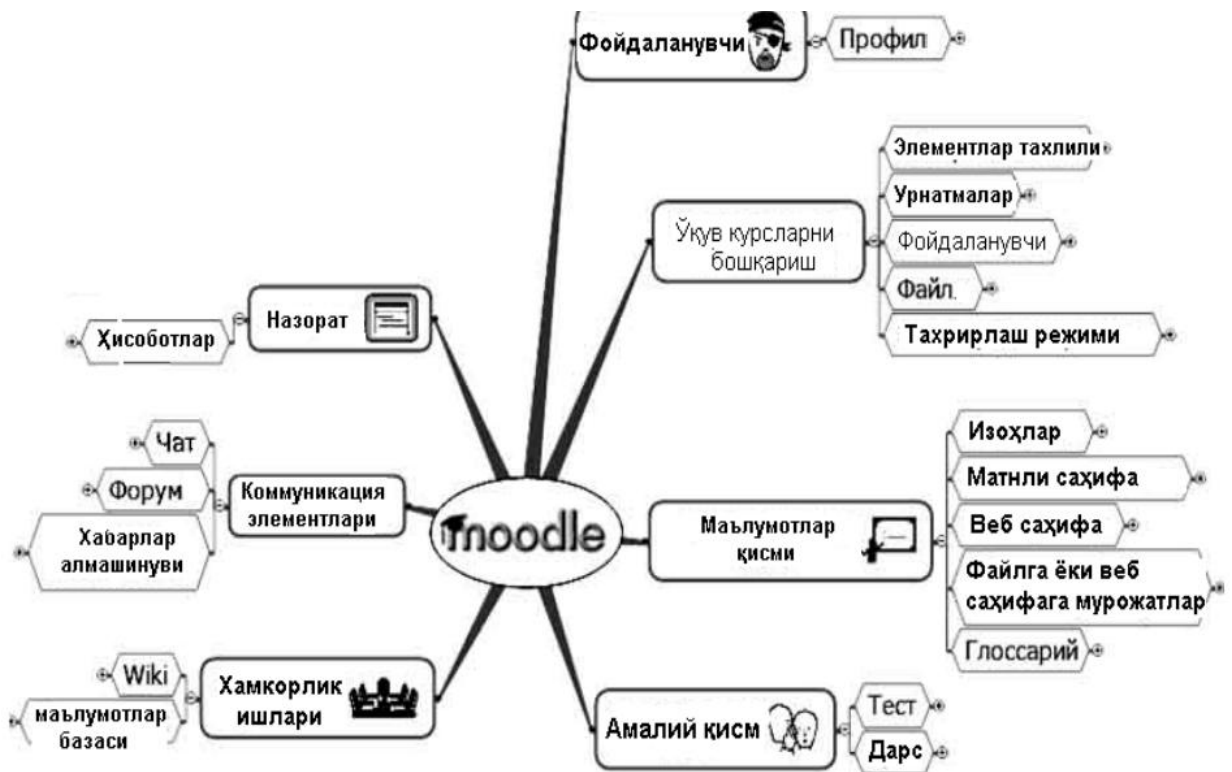 Фойдаланувчи
Профил
Ўқув курсларни
бошқариш
Элементлар тахлили
Урнатмалар
Фойдаланувчи
Файл.
Тахрирлаш режими
Назорат
Ҳисоботлар
Коммуникация
элементлари
Чат
Форум
Хабарлар
алмашинуви
moodle
Маълумотлар
қисми
Изоҳлар
Матнли саҳифа
Веб саҳифа
Файлга ёки веб
саҳифага мурожатлар
Глоссарий
Хамкорлик
ишлари
Wiki
маълумотлар
базаси
Амалий қисм
Тест
Дарс